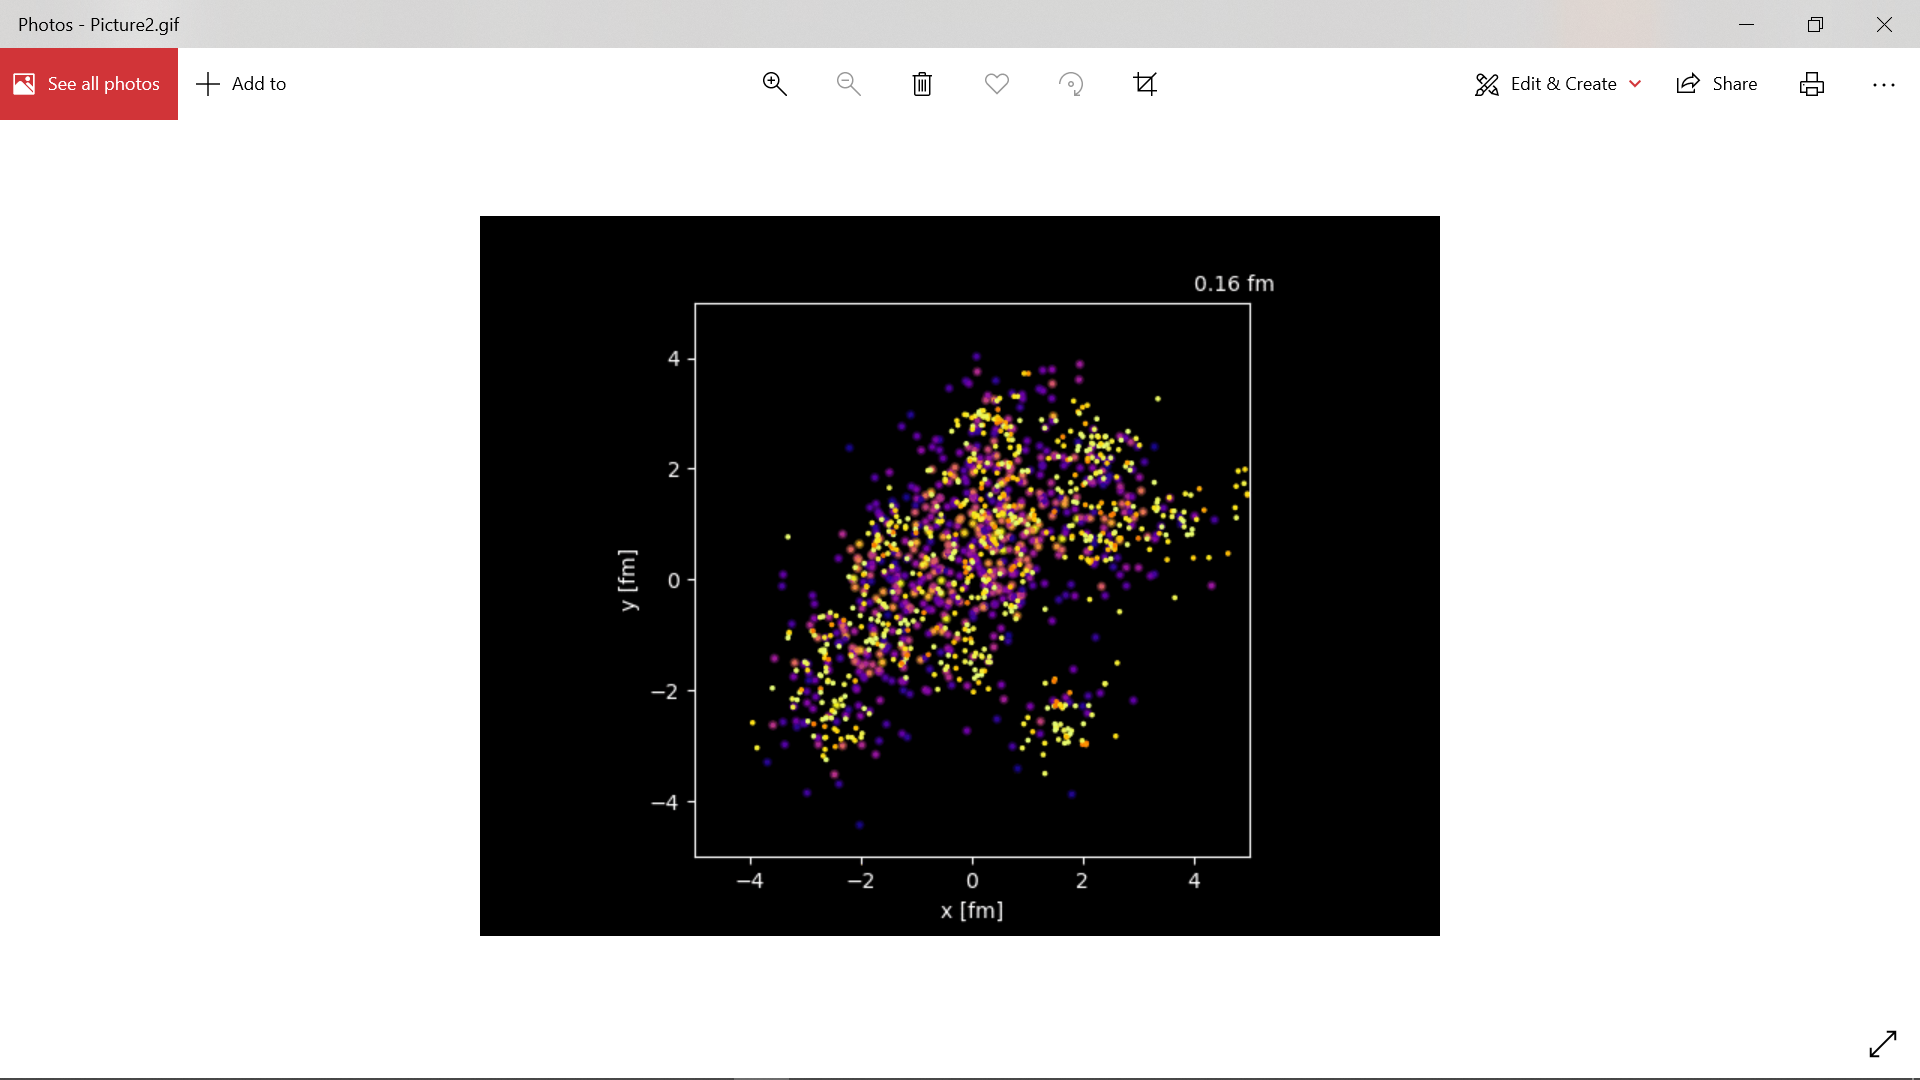 Photos - Picture2.gif
See all photos
Add to
Edit & Create
Share
0.16 fm
4
2
0
−2
−4
y [fm]
−4 −2 0 2 4
x [fm]